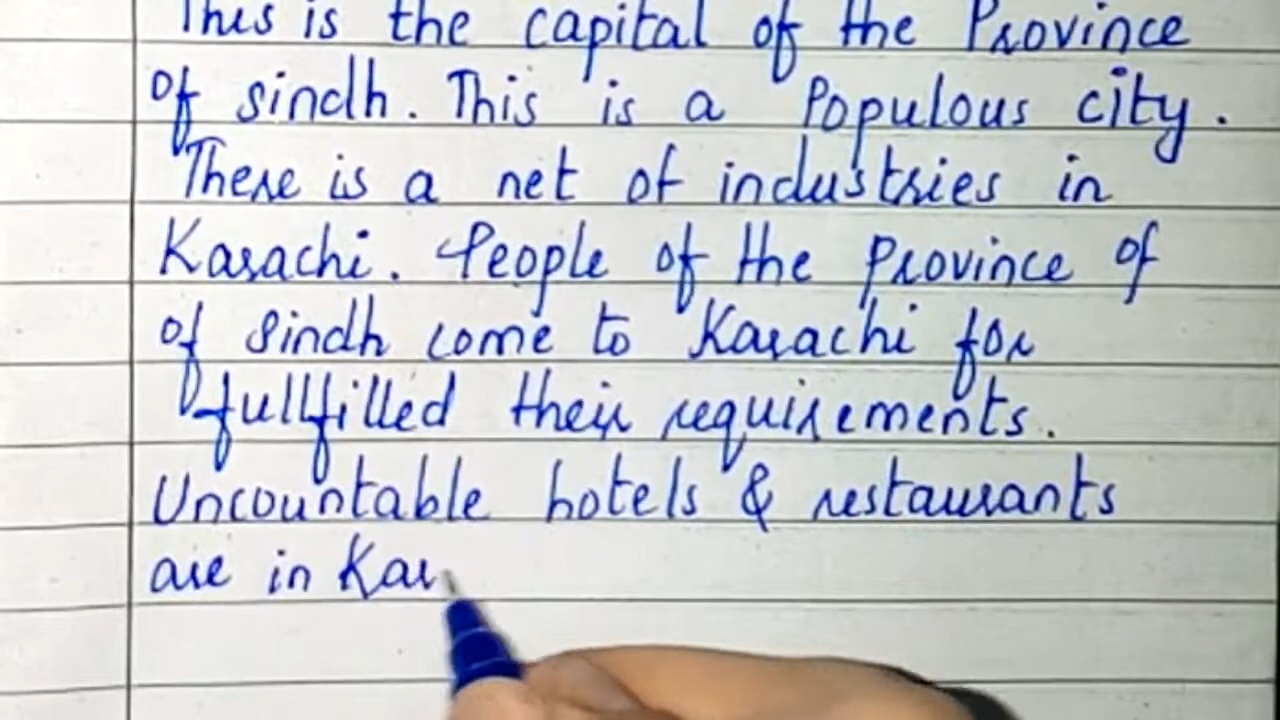 This is the capital of the Province
of sindh. This is a Populous city.
There is a net of industries in
Karachi. People of the Province of
of Sindh come to Karachi for
fullfilled their requirements.
Uncountable hotels & restaurants
are in Kar